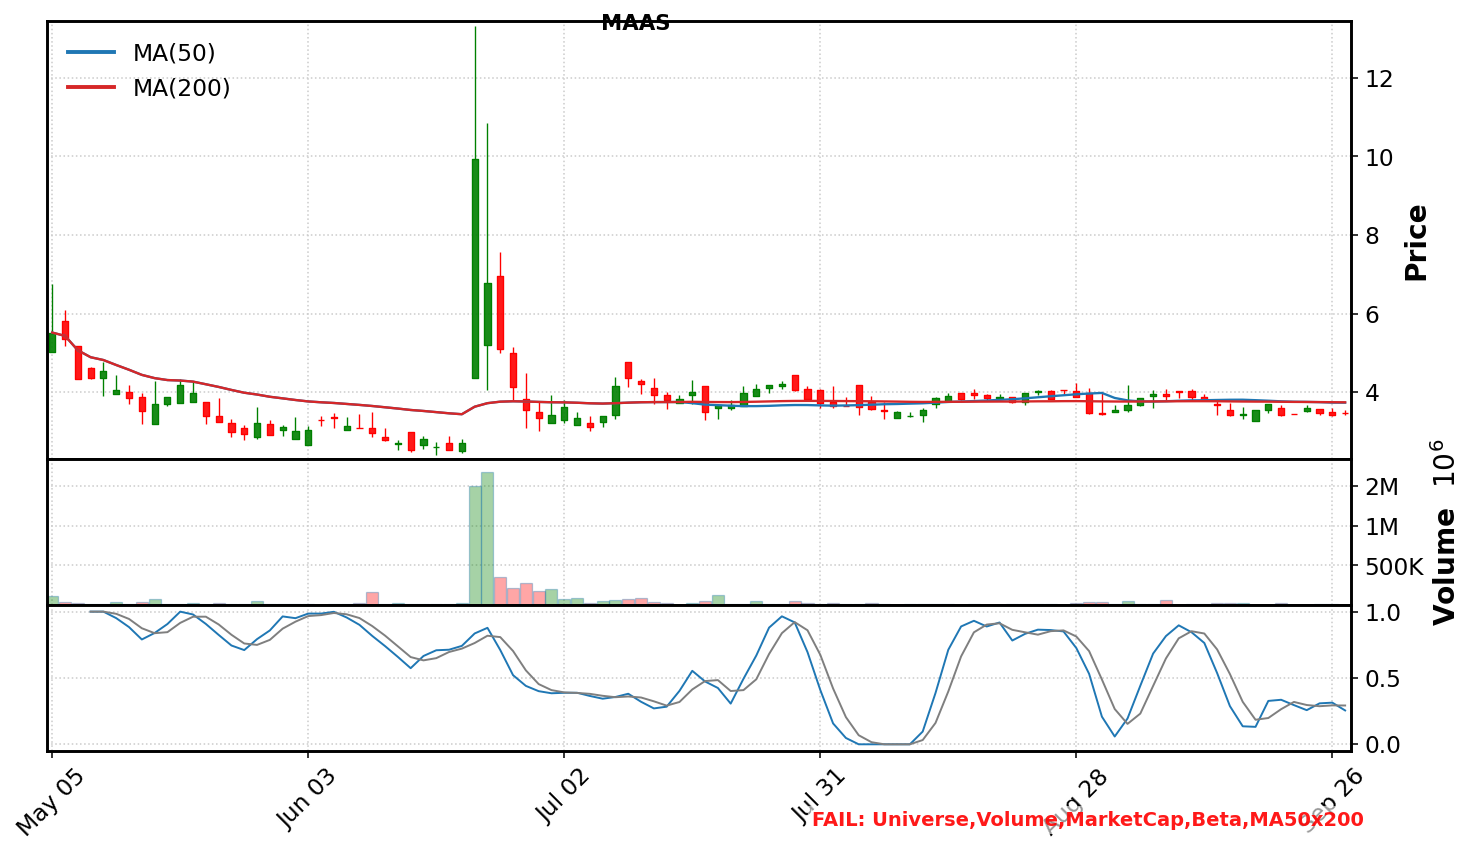 MAAS
MA(50)
MA(200)
12
10
8
6
4
Price
2M
1M
500K
Volume 10^6
1.0
0.5
0.0
May 05
Jun 03
Jul 02
Jul 31
Aug 28
Sep 26
FAIL: Universe,Volume,MarketCap,Beta,MA50x200